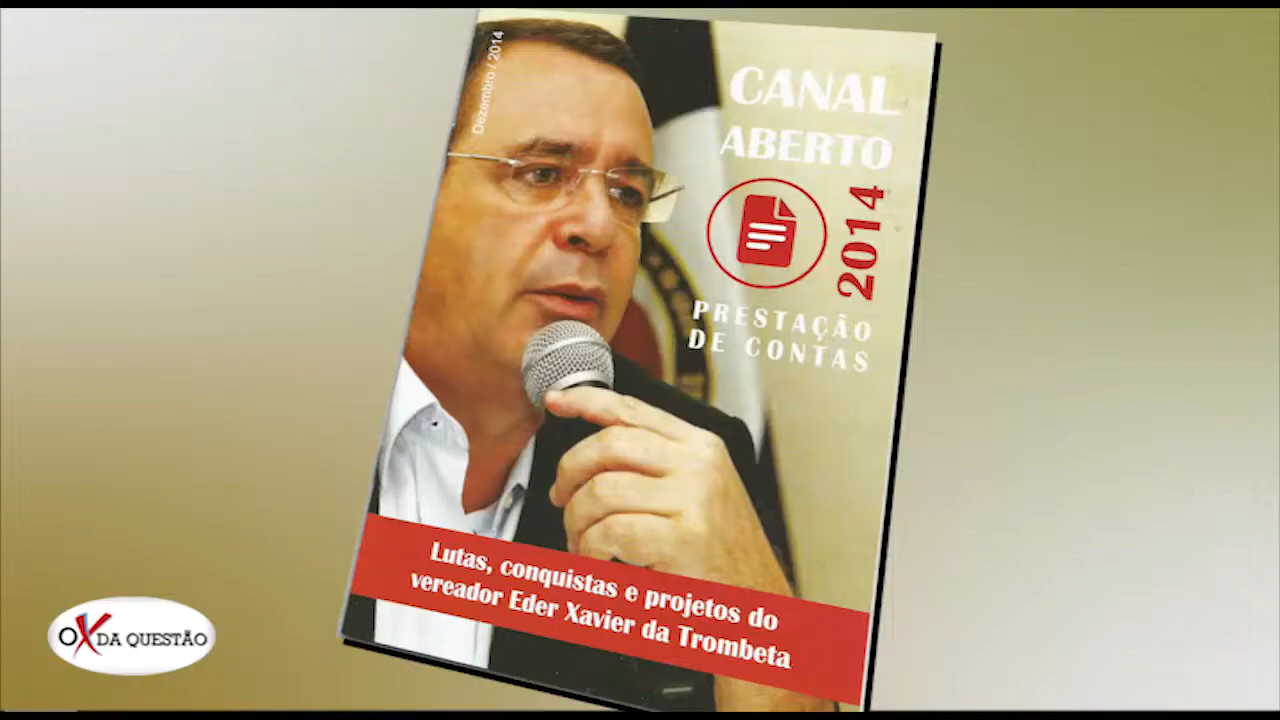 Dezembro / 2014
CANAL
ABERTO
2014
PRESTAÇÃO
DE CONTAS
Lutas, conquistas e projetos do
vereador Eder Xavier da Trombeta
OX DA QUESTÃO